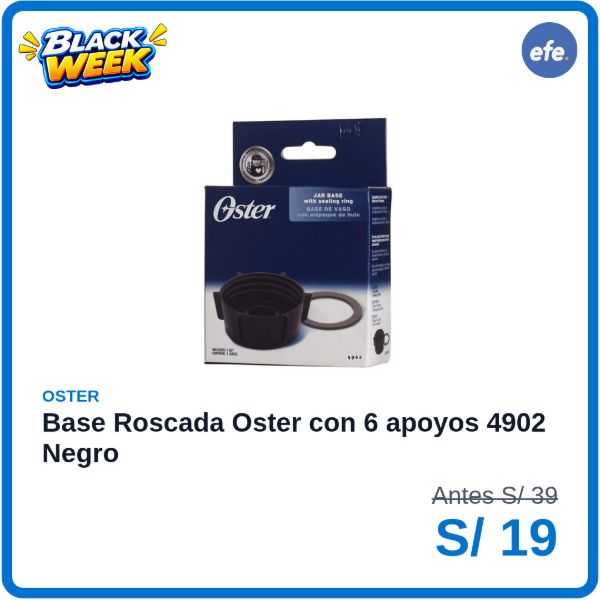 BLACK
WEEK
efe.
Oster
JAR BASE
with sealing ring
BASE DE VASO
con empaque de hule
4902
OSTER
Base Roscada Oster con 6 apoyos 4902
Negro
Antes S/ 39
S/ 19